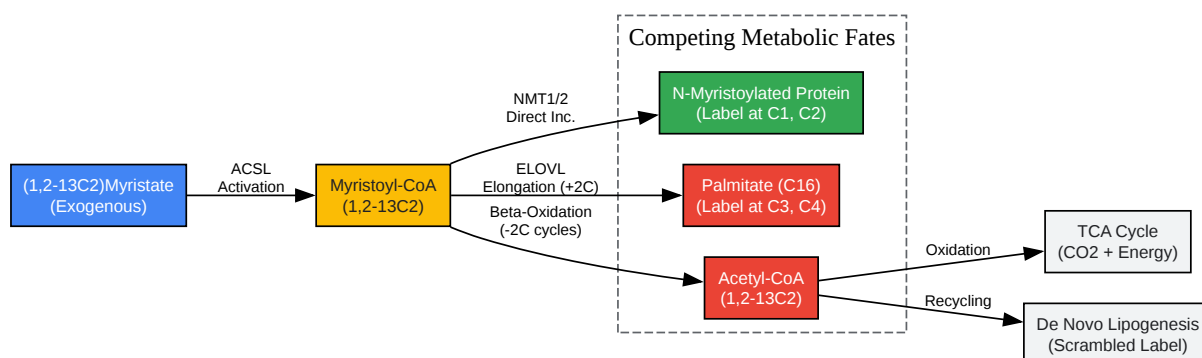 Competing Metabolic Fates
(1,2-13C2)Myristate
(Exogenous)
ACSL
Activation
Myristoyl-CoA
(1,2-13C2)
NMT1/2
Direct Inc.
N-Myristoylated Protein
(Label at C1, C2)
ELOVL
Elongation (+2C)
Palmitate (C16)
(Label at C3, C4)
Beta-Oxidation
(-2C cycles)
Acetyl-CoA
(1,2-13C2)
Oxidation
TCA Cycle
(CO2 + Energy)
Recycling
De Novo Lipogenesis
(Scrambled Label)